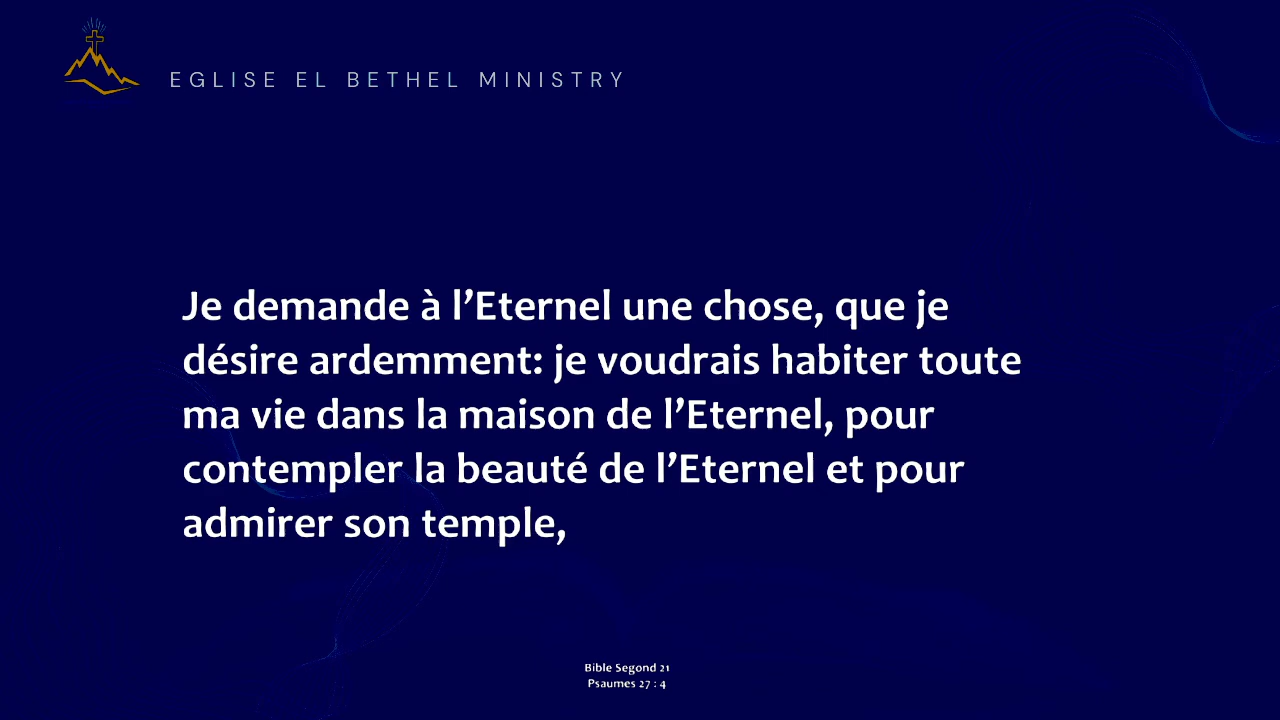 EGLISE EL BETHEL MINISTRY
Je demande à l’Eternel une chose, que je
désire ardemment: je voudrais habiter toute
ma vie dans la maison de l’Eternel, pour
contempler la beauté de l’Eternel et pour
admirer son temple,
Bible Segond 21
Psaumes 27 : 4